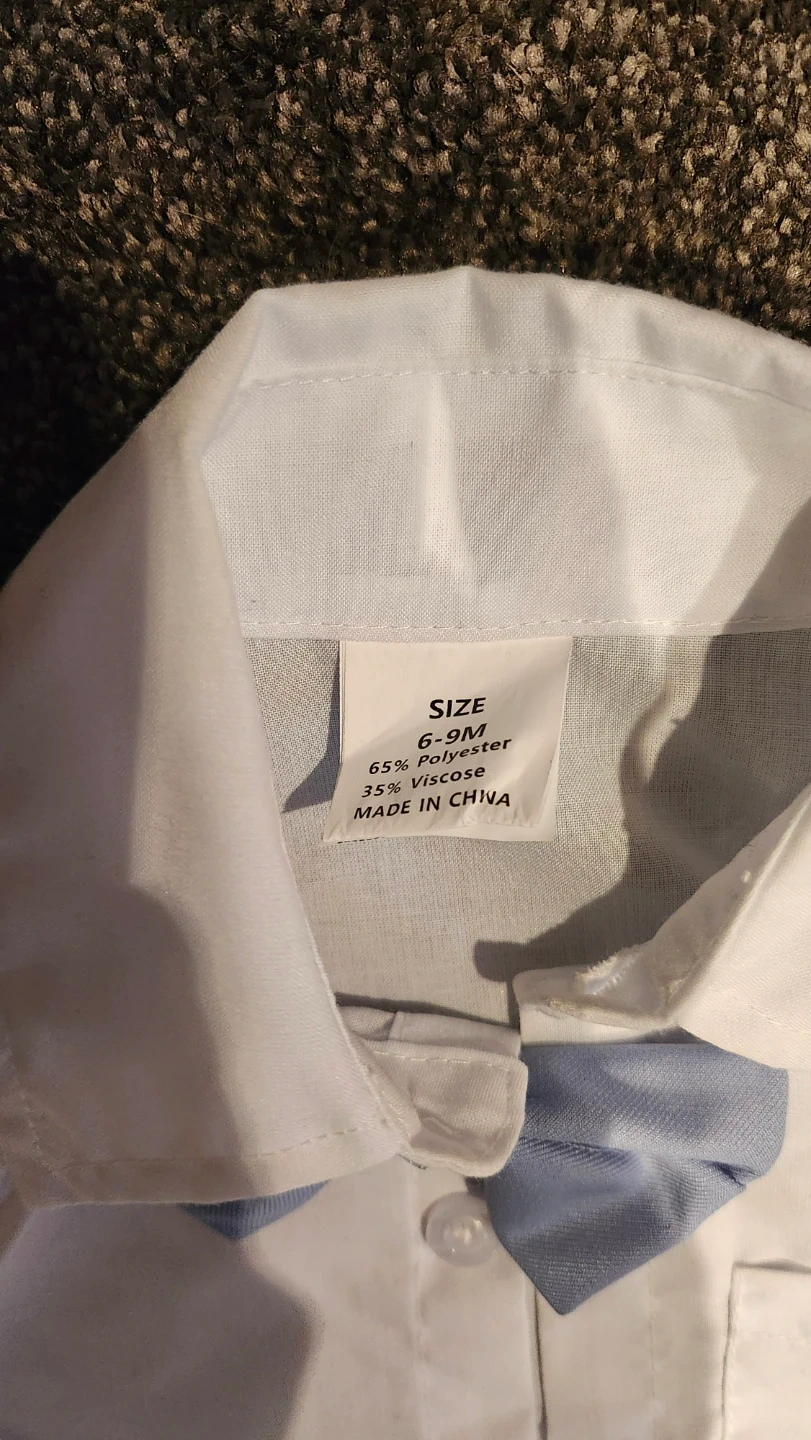 SIZE
6-9M
65% Polyester
35% Viscose
MADE IN CHINA